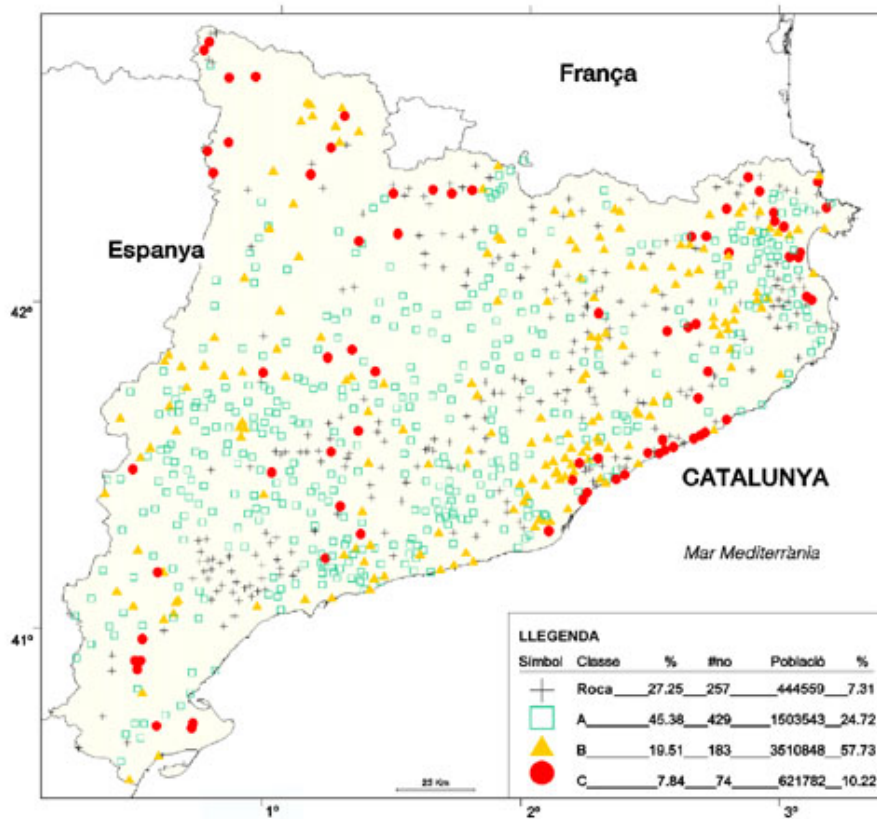 França
Espanya
42º
CATALUNYA
Mar Mediterrània
41º
LLEGENDA
Símbol Classe % #no Població %
Roca 27.25 257 444559 7.31
A 45.38 429 1503543 24.72
B 19.51 183 3510848 57.73
C 7.84 74 621782 10.22
25 Km
1º 2º 3º